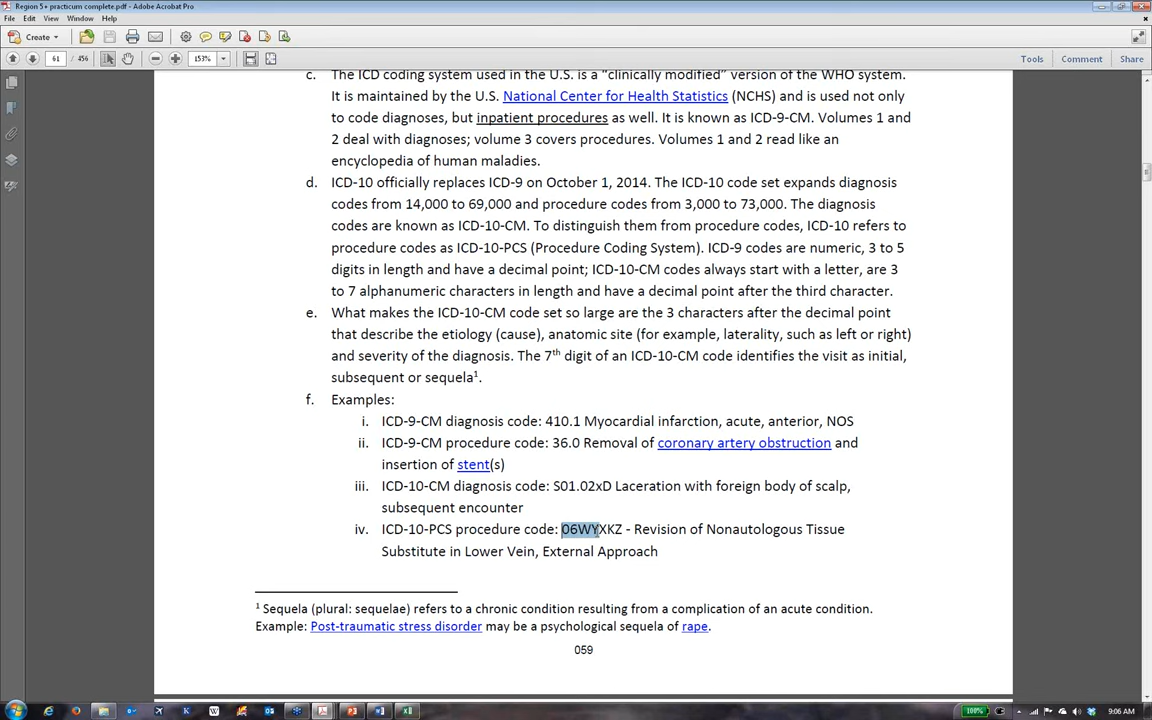 Region 5+ practicum complete.pdf - Adobe Acrobat Pro
File Edit View Window Help
Create
61 / 456 153% Tools Comment Share
c. The ICD coding system used in the U.S. is a "clinically modified" version of the WHO system.
It is maintained by the U.S. National Center for Health Statistics (NCHS) and is used not only
to code diagnoses, but inpatient procedures as well. It is known as ICD-9-CM. Volumes 1 and
2 deal with diagnoses; volume 3 covers procedures. Volumes 1 and 2 read like an
encyclopedia of human maladies.
d. ICD-10 officially replaces ICD-9 on October 1, 2014. The ICD-10 code set expands diagnosis
codes from 14,000 to 69,000 and procedure codes from 3,000 to 73,000. The diagnosis
codes are known as ICD-10-CM. To distinguish them from procedure codes, ICD-10 refers to
procedure codes as ICD-10-PCS (Procedure Coding System). ICD-9 codes are numeric, 3 to 5
digits in length and have a decimal point; ICD-10-CM codes always start with a letter, are 3
to 7 alphanumeric characters in length and have a decimal point after the third character.
e. What makes the ICD-10-CM code set so large are the 3 characters after the decimal point
that describe the etiology (cause), anatomic site (for example, laterality, such as left or right)
and severity of the diagnosis. The 7th digit of an ICD-10-CM code identifies the visit as initial,
subsequent or sequela1.
f. Examples:
i. ICD-9-CM diagnosis code: 410.1 Myocardial infarction, acute, anterior, NOS
ii. ICD-9-CM procedure code: 36.0 Removal of coronary artery obstruction and
insertion of stent(s)
iii. ICD-10-CM diagnosis code: S01.02xD Laceration with foreign body of scalp,
subsequent encounter
iv. ICD-10-PCS procedure code: 06WYXKZ - Revision of Nonautologous Tissue
Substitute in Lower Vein, External Approach
1 Sequela (plural: sequelae) refers to a chronic condition resulting from a complication of an acute condition.
Example: Post-traumatic stress disorder may be a psychological sequela of rape.
059
100% 9:06 AM